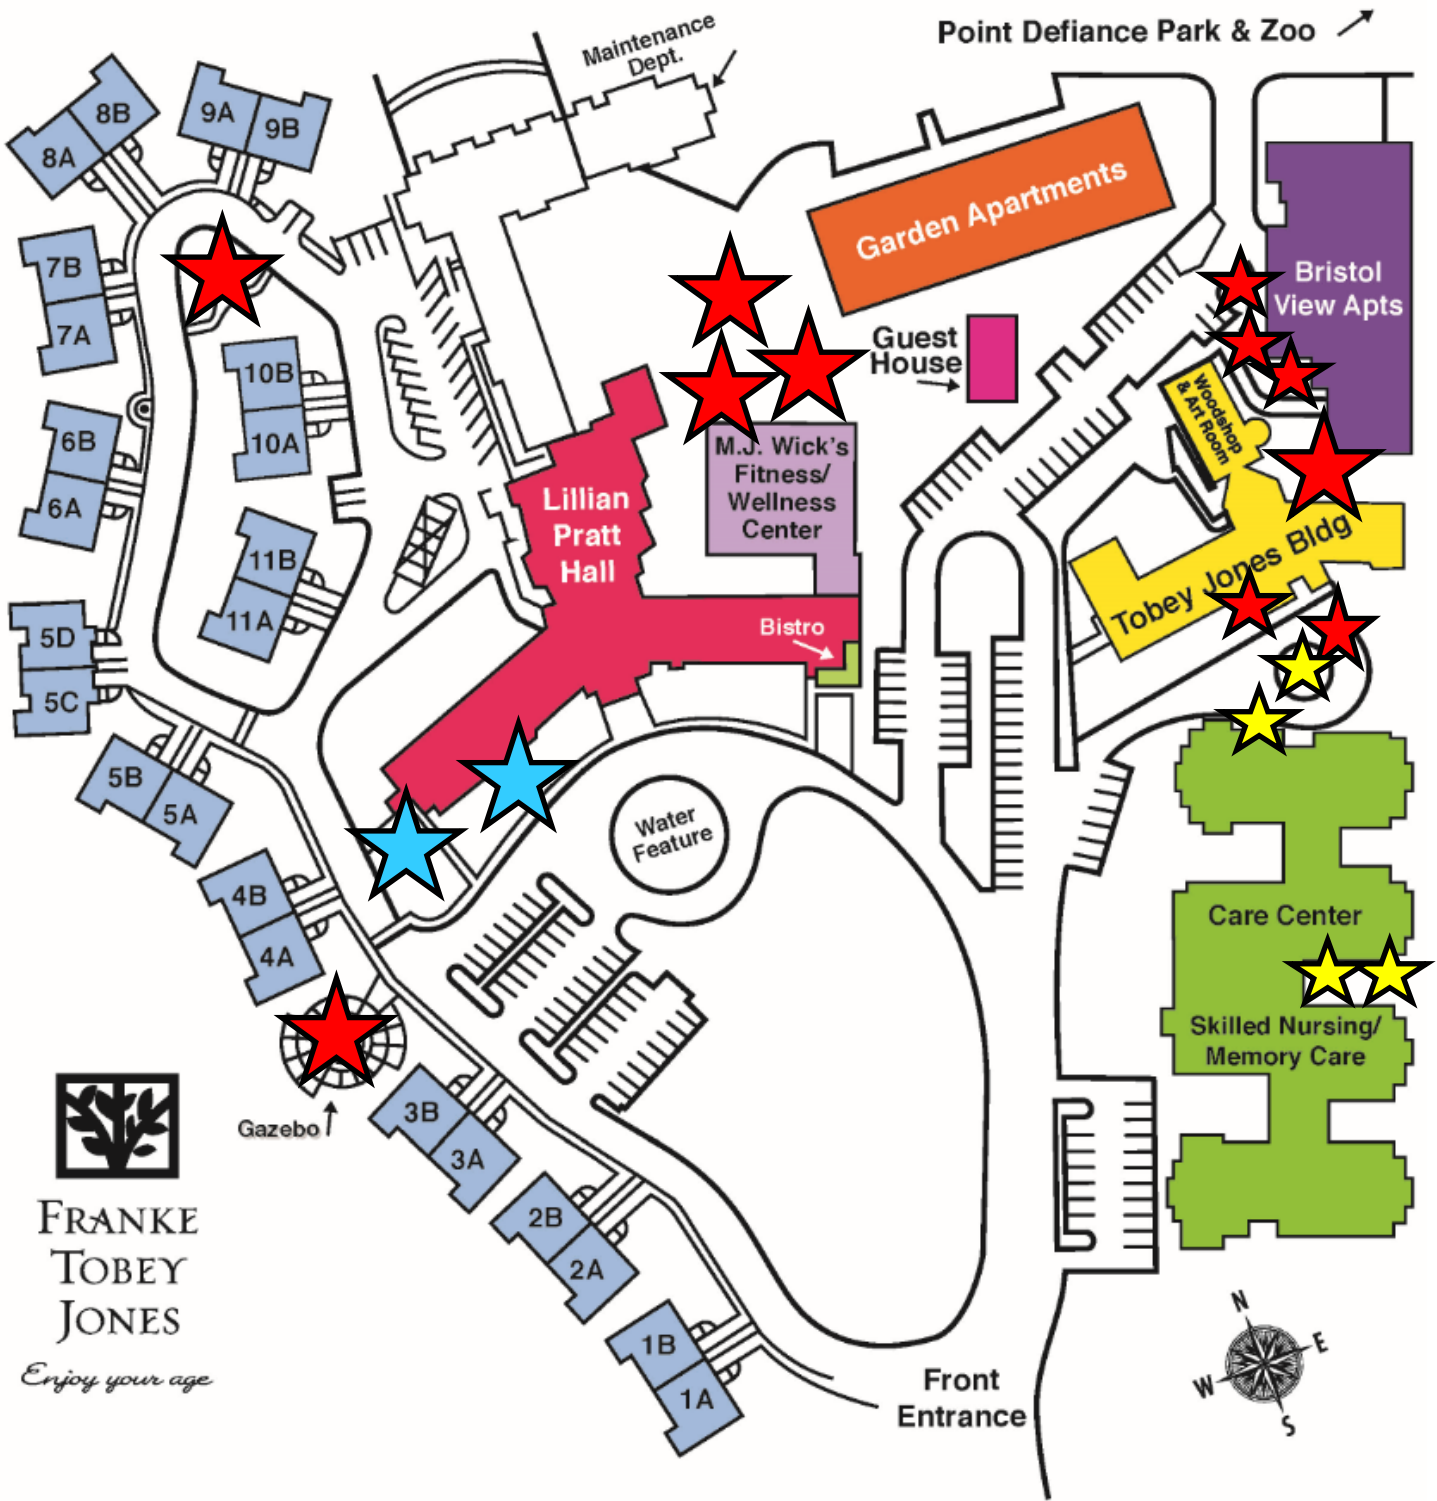 Point Defiance Park & Zoo
Maintenance
Dept.
8B
8A
9A
9B
7B
7A
10B
10A
6B
6A
11B
11A
5D
5C
5B
5A
4B
4A
Garden Apartments
Bristol
View Apts
Guest
House
Woodshop
& Art Room
M.J. Wick's
Fitness/
Wellness
Center
Lillian
Pratt
Hall
Bistro
Tobey Jones Bldg
Water
Feature
Care Center
Skilled Nursing/
Memory Care
Gazebo
3B
3A
2B
2A
1B
1A
FRANKE
TOBEY
JONES
Enjoy your age
Front
Entrance
N
E
W
S